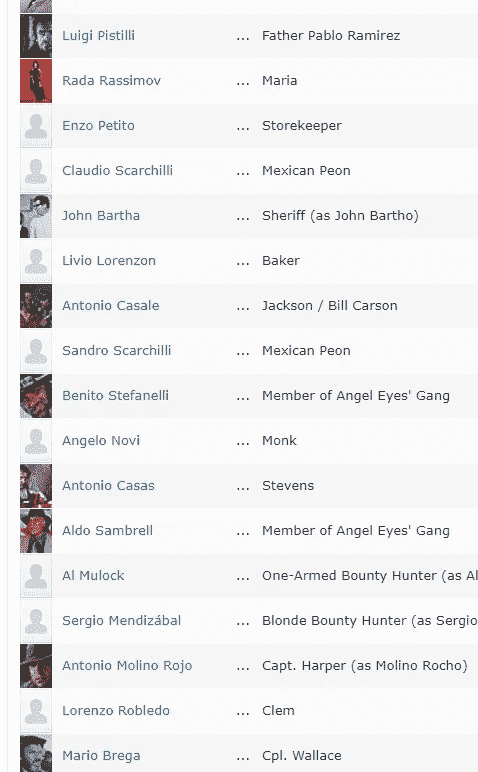 Luigi Pistilli ... Father Pablo Ramirez
Rada Rassimov ... Maria
Enzo Petito ... Storekeeper
Claudio Scarchilli ... Mexican Peon
John Bartha ... Sheriff (as John Bartho)
Livio Lorenzon ... Baker
Antonio Casale ... Jackson / Bill Carson
Sandro Scarchilli ... Mexican Peon
Benito Stefanelli ... Member of Angel Eyes' Gang
Angelo Novi ... Monk
Antonio Casas ... Stevens
Aldo Sambrell ... Member of Angel Eyes' Gang
Al Mulock ... One-Armed Bounty Hunter (as Al
Sergio Mendizábal ... Blonde Bounty Hunter (as Sergio
Antonio Molino Rojo ... Capt. Harper (as Molino Rocho)
Lorenzo Robledo ... Clem
Mario Brega ... Cpl. Wallace